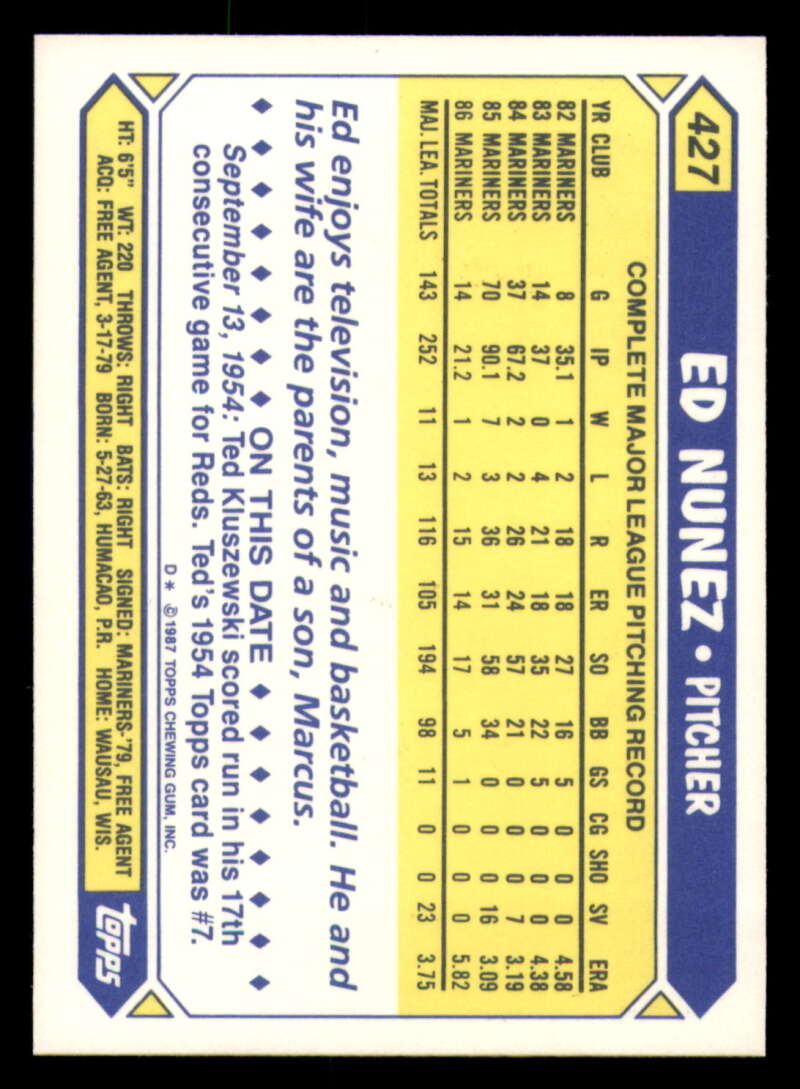 427 ED NUNEZ • PITCHER
COMPLETE MAJOR LEAGUE PITCHING RECORD
YR CLUB G IP W L R ER SO BB GS CG SHO SV ERA
82 MARINERS 8 35.1 1 2 18 18 27 16 5 0 0 0 4.58
83 MARINERS 14 37 0 4 21 18 35 22 5 0 0 0 4.38
84 MARINERS 37 67.2 2 2 26 24 57 21 0 0 0 7 3.19
85 MARINERS 70 90.1 7 3 36 31 58 34 0 0 0 16 3.09
86 MARINERS 14 21.2 1 2 15 14 17 5 1 0 0 0 5.82
MAJ. LEA. TOTALS 143 252 11 13 116 105 194 98 11 0 0 23 3.75
Ed enjoys television, music and basketball. He and
his wife are the parents of a son, Marcus.
◆ ◆ ◆ ◆ ◆ ◆ ◆ ◆ ON THIS DATE ◆ ◆ ◆ ◆ ◆ ◆ ◆ ◆
September 13, 1954: Ted Kluszewski scored run in his 17th
consecutive game for Reds. Ted's 1954 Topps card was #7.
D* ©1987 TOPPS CHEWING GUM, INC.
HT: 6'5" WT: 220 THROWS: RIGHT BATS: RIGHT SIGNED: MARINERS-'79, FREE AGENT
ACQ: FREE AGENT, 3-17-79 BORN: 5-27-63, HUMACAO, P.R. HOME: WAUSAU, WIS.
topps